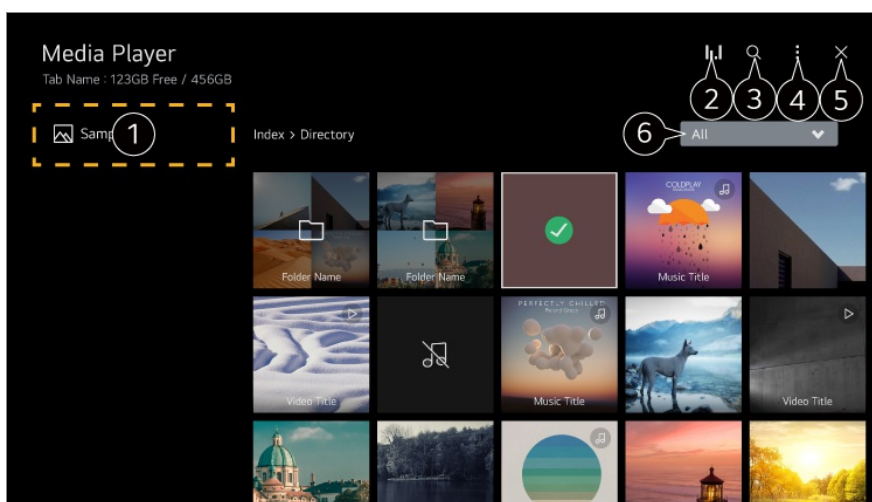 Media Player
Tab Name : 123GB Free / 456GB
2 3 4 5
Samp 1
Index > Directory
6 All
COLDPLAY
Folder Name
Folder Name
Music Title
PERFECTLY CHILLED
Video Title
Music Title
Video Title